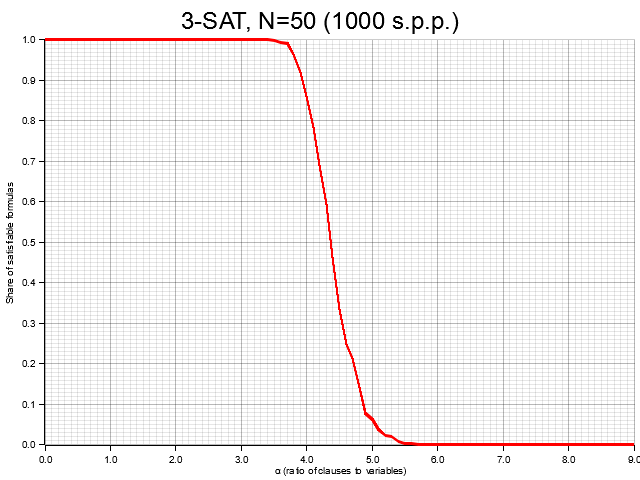 3-SAT, N=50 (1000 s.p.p.)
1.0
0.9
0.8
0.7
0.6
0.5
0.4
0.3
0.2
0.1
0.0
Share of satisfiable formulas
0.0 1.0 2.0 3.0 4.0 5.0 6.0 7.0 8.0 9.0
α (ratio of clauses to variables)